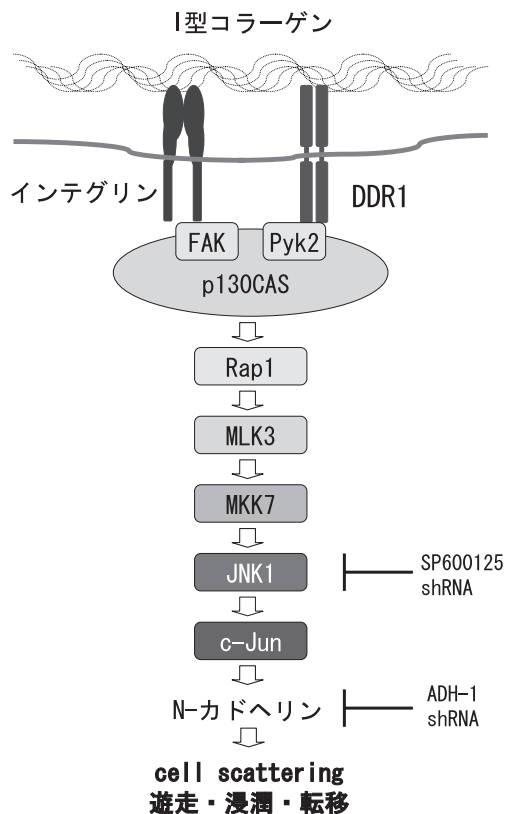 I型コラーゲン
インテグリン
DDR1
FAK
Pyk2
p130CAS
Rap1
MLK3
MKK7
JNK1
SP600125
shRNA
c-Jun
N-カドヘリン
ADH-1
shRNA
cell scattering
遊走・浸潤・転移